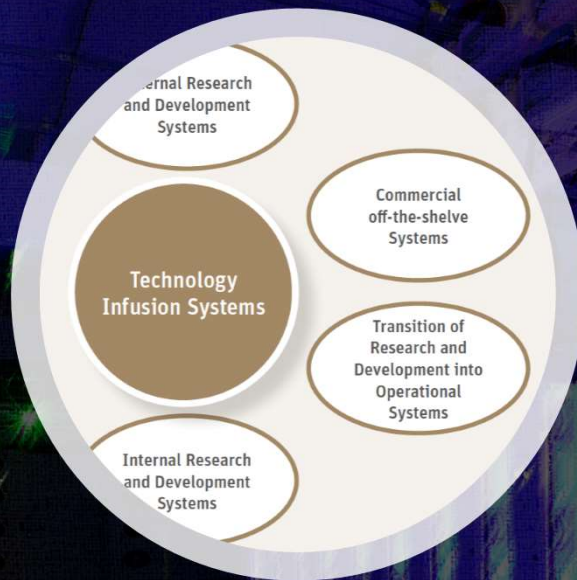 ernal Research
and Development
Systems
Commercial
off-the-shelve
Systems
Technology
Infusion Systems
Transition of
Research and
Development into
Operational
Systems
Internal Research
and Development
Systems